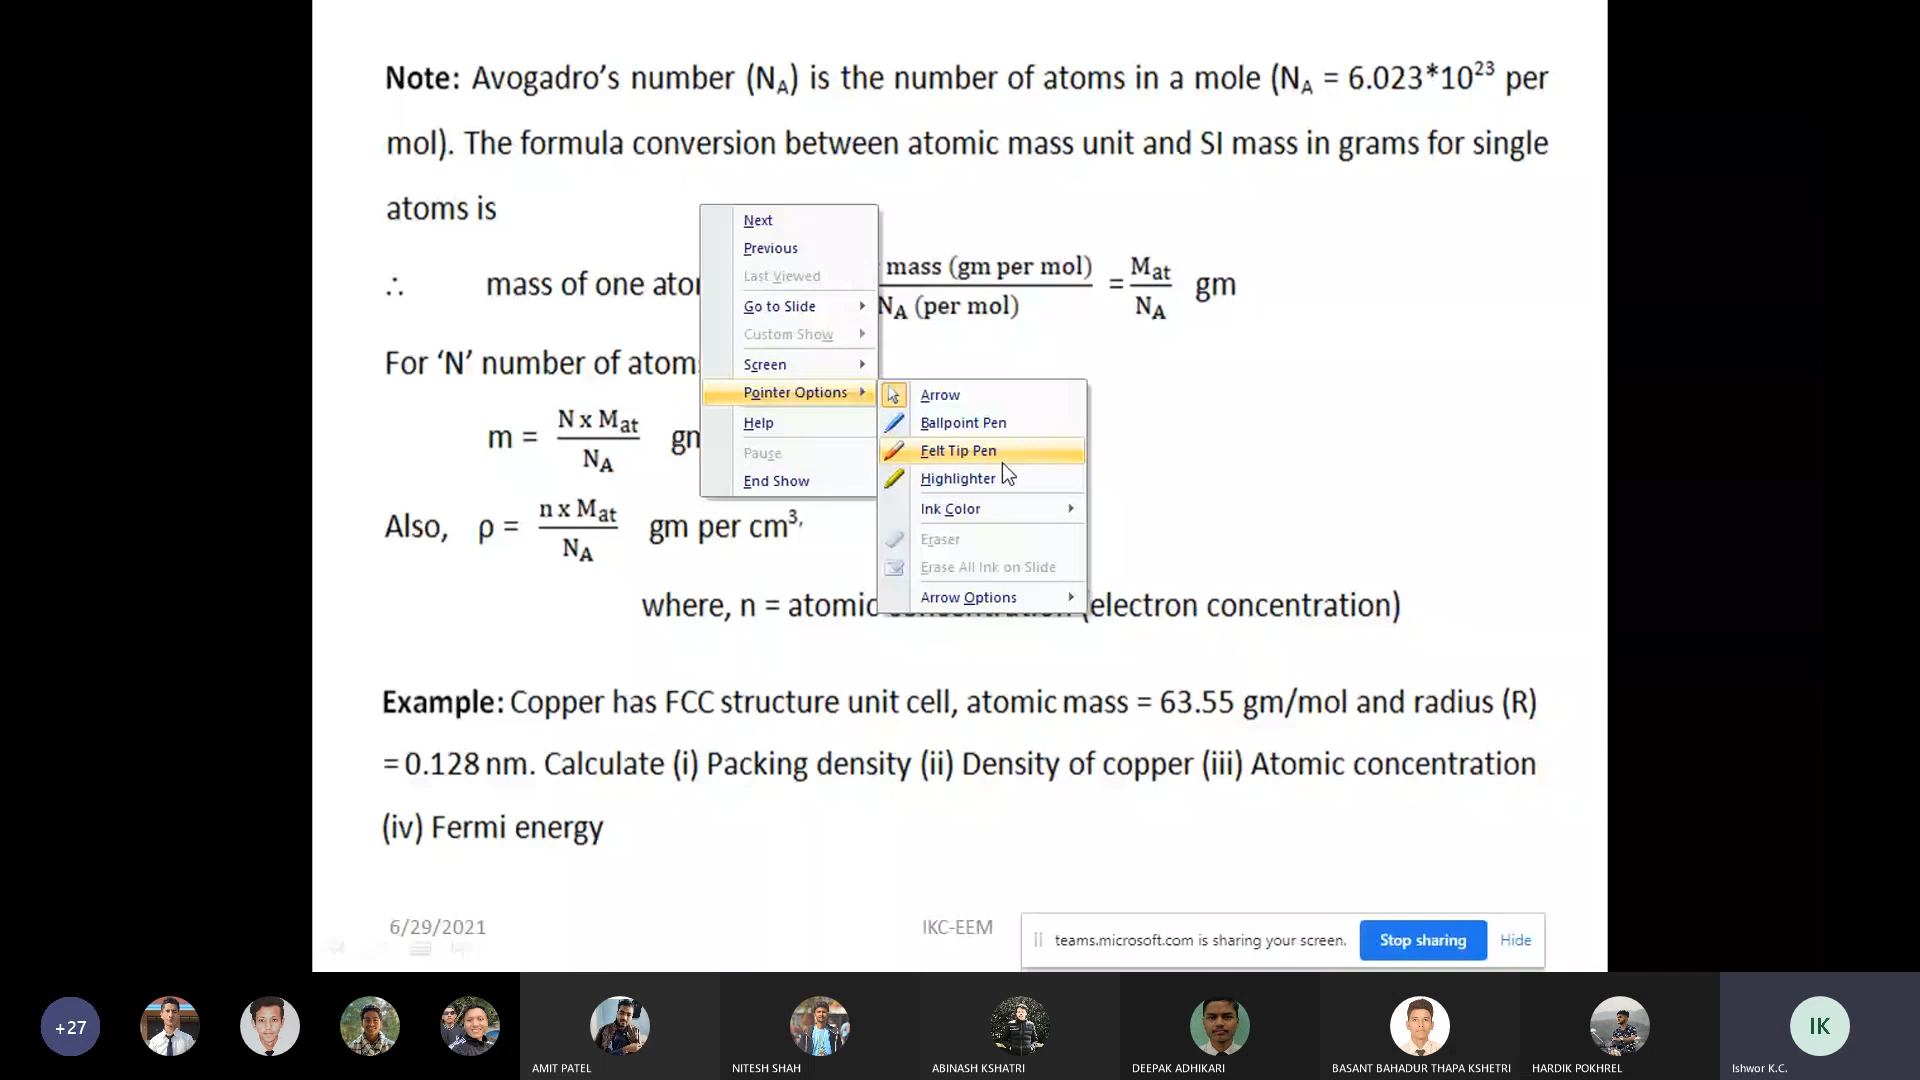 Note: Avogadro’s number (NA) is the number of atoms in a mole (NA = 6.023*10^23 per
mol). The formula conversion between atomic mass unit and SI mass in grams for single
atoms is
∴ mass of one mass (gm per mol) / NA (per mol) = Mat / NA gm
For ‘N’ number of
m = N x Mat / NA
Also, ρ = n x Mat / NA gm per cm^3,
where, n = (electron concentration)
Next
Previous
Last Viewed
Go to Slide
Custom Show
Screen
Pointer Options
Help
Pause
End Show
Arrow
Ballpoint Pen
Felt Tip Pen
Highlighter
Ink Color
Eraser
Erase All Ink on Slide
Arrow Options
Example: Copper has FCC structure unit cell, atomic mass = 63.55 gm/mol and radius (R)
= 0.128 nm. Calculate (i) Packing density (ii) Density of copper (iii) Atomic concentration
(iv) Fermi energy
6/29/2021
IKC-EEM
teams.microsoft.com is sharing your screen.
Stop sharing
Hide
+27
AMIT PATEL
NITESH SHAH
ABINASH KSHATRI
DEEPAK ADHIKARI
BASANT BAHADUR THAPA KSHETRI
HARDIK POKHREL
IK
Ishwor K.C.